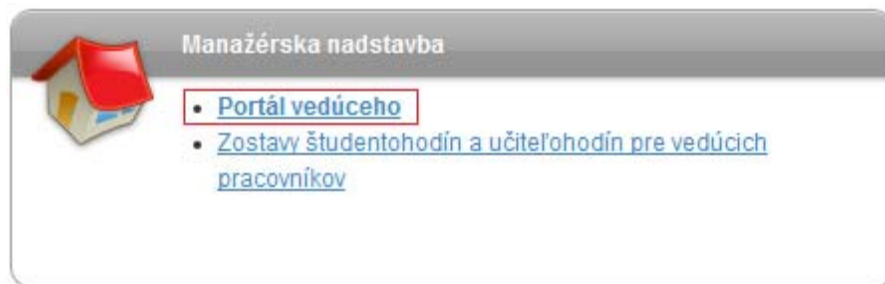 Manažérska nadstavba
Portál vedúceho
Zostavy študentohodín a učiteľohodín pre vedúcich
pracovníkov